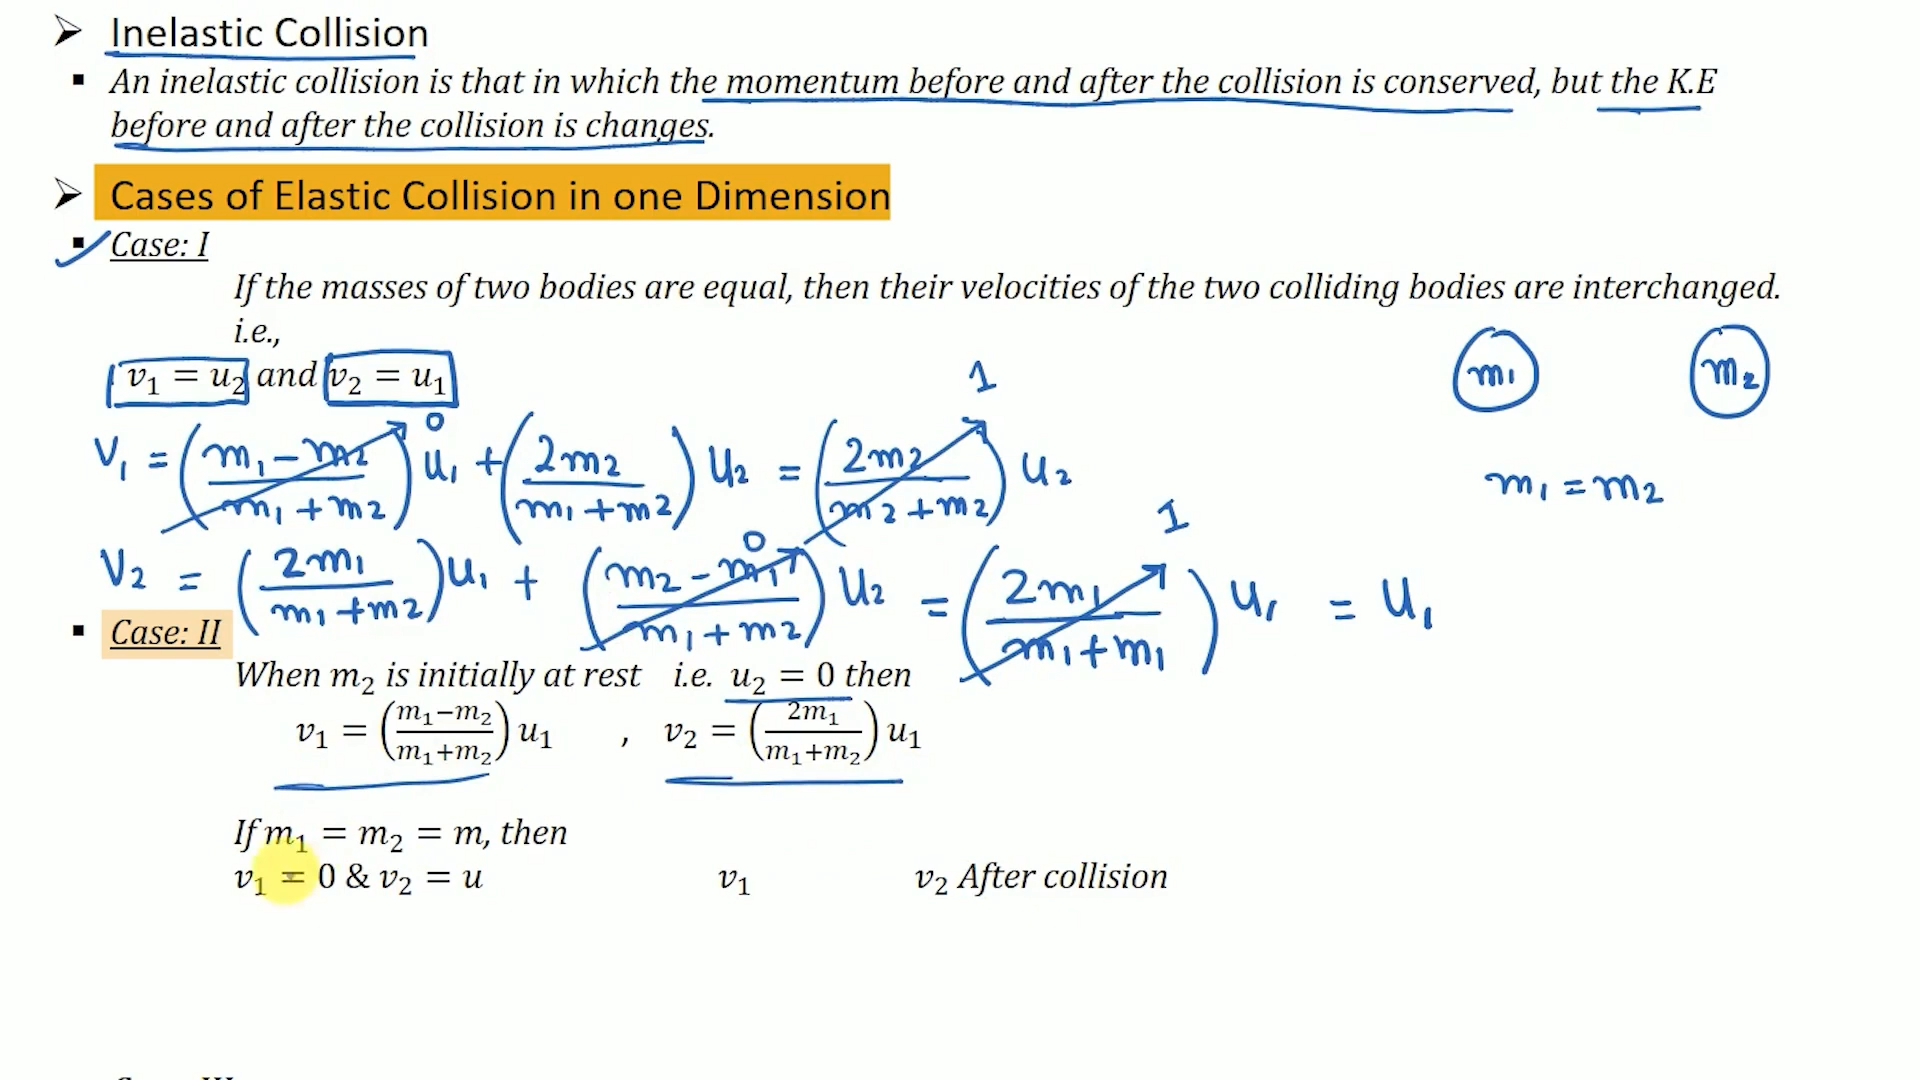 ➢ Inelastic Collision
▪ An inelastic collision is that in which the momentum before and after the collision is conserved, but the K.E
before and after the collision is changes.
➢ Cases of Elastic Collision in one Dimension
▪ Case: I
If the masses of two bodies are equal, then their velocities of the two colliding bodies are interchanged.
i.e.,
m₁ m₂
v₁ = u₂ and v₂ = u₁
V₁ = ((m₁ − m₂)/(m₁ + m₂))⁰ u₁ + (2m₂/(m₁ + m₂)) u₂ = (2m₂/(m₂ + m₂))¹ u₂
m₁ = m₂
V₂ = (2m₁/(m₁ + m₂)) u₁ + ((m₂ − m₁)/(m₁ + m₂))⁰ u₂ = (2m₁/(m₁ + m₁))¹ u₁ = u₁
▪ Case: II
When m₂ is initially at rest i.e. u₂ = 0 then
v₁ = ((m₁−m₂)/(m₁+m₂)) u₁ , v₂ = (2m₁/(m₁+m₂)) u₁
If m₁ = m₂ = m, then
v₁ = 0 & v₂ = u v₁ v₂ After collision